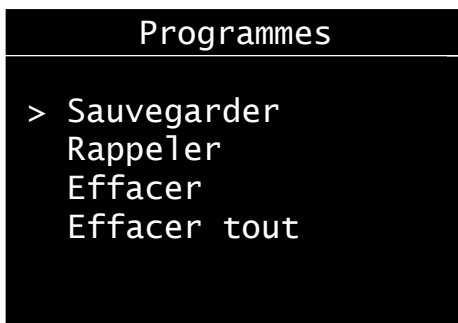 Programmes
> Sauvegarder
Rappeler
Effacer
Effacer tout